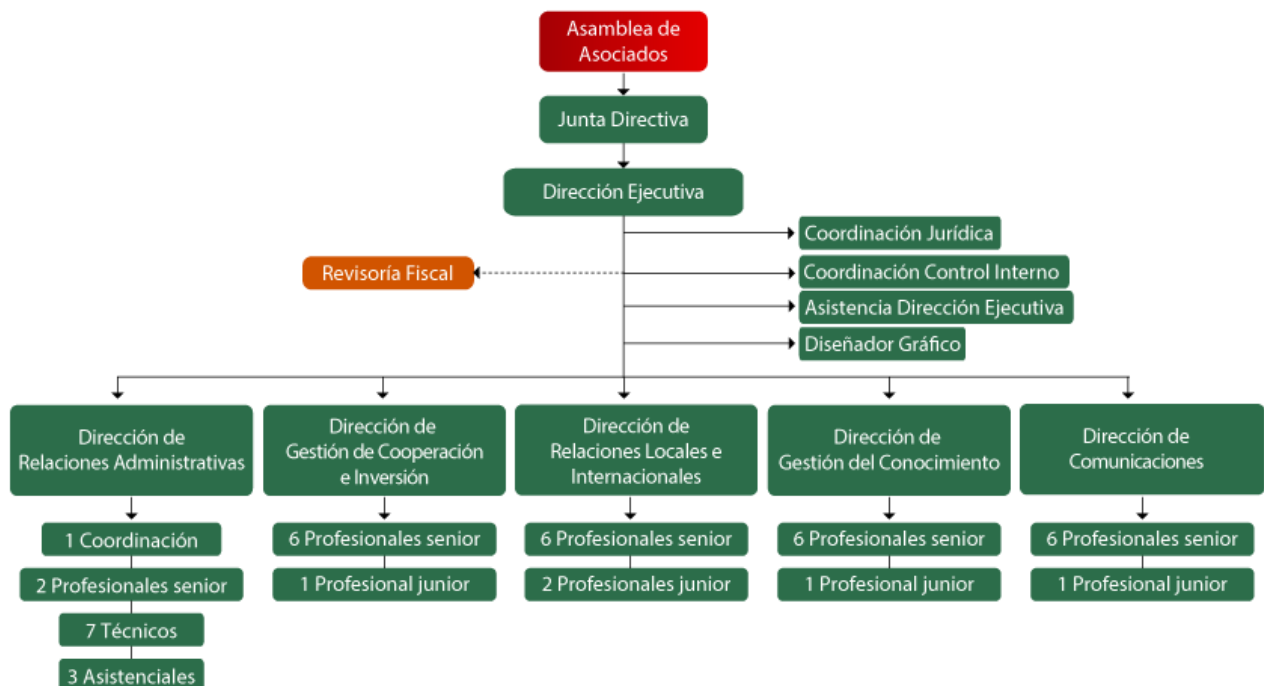 Asamblea de
Asociados
Junta Directiva
Dirección Ejecutiva
Coordinación Jurídica
Revisoría Fiscal
Coordinación Control Interno
Asistencia Dirección Ejecutiva
Diseñador Gráfico
Dirección de
Relaciones Administrativas
Dirección de
Gestión de Cooperación
e Inversión
Dirección de
Relaciones Locales e
Internacionales
Dirección de
Gestión del Conocimiento
Dirección de
Comunicaciones
1 Coordinación
2 Profesionales senior
7 Técnicos
3 Asistenciales
6 Profesionales senior
1 Profesional junior
6 Profesionales senior
2 Profesionales junior
6 Profesionales senior
1 Profesional junior
6 Profesionales senior
1 Profesional junior